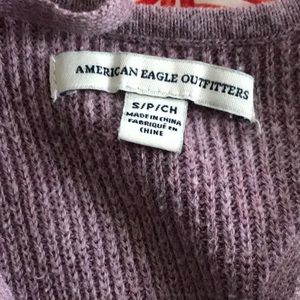 AMERICAN EAGLE OUTFITTERS
S/P/CH
MADE IN CHINA
FABRIQUÉ EN
CHINE